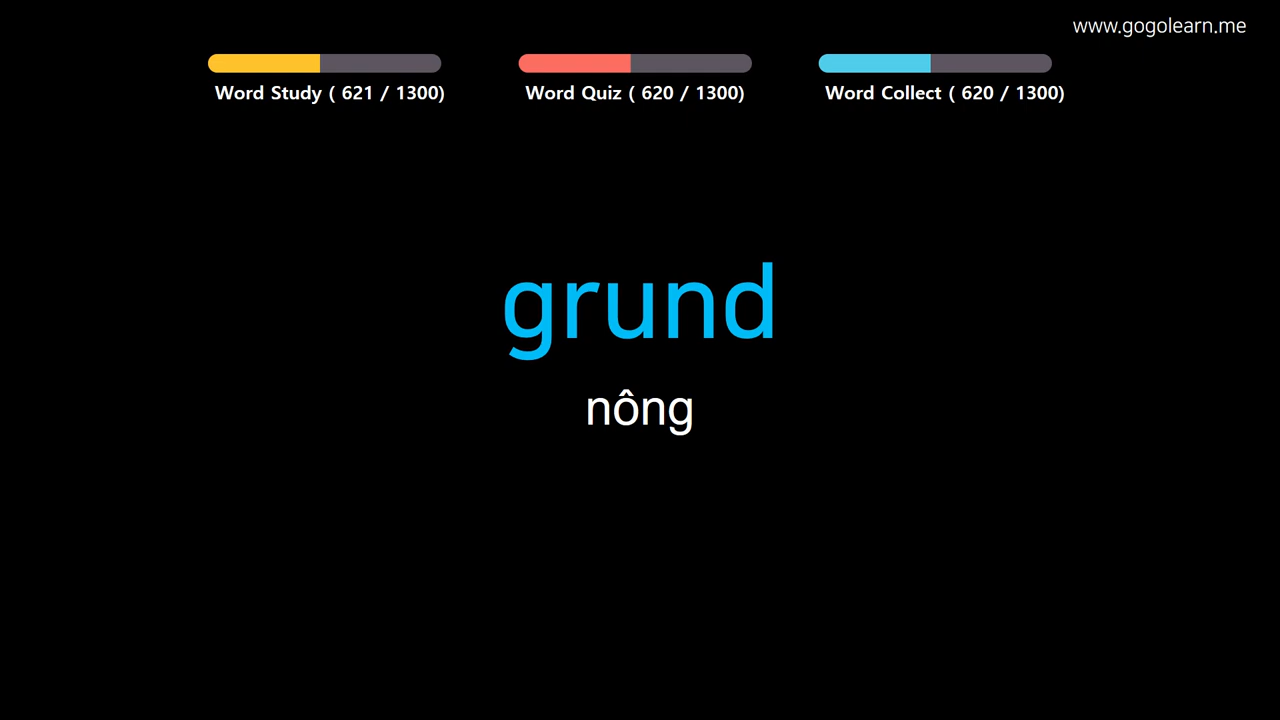 www.gogolearn.me
Word Study ( 621 / 1300)
Word Quiz ( 620 / 1300)
Word Collect ( 620 / 1300)
grund
nông